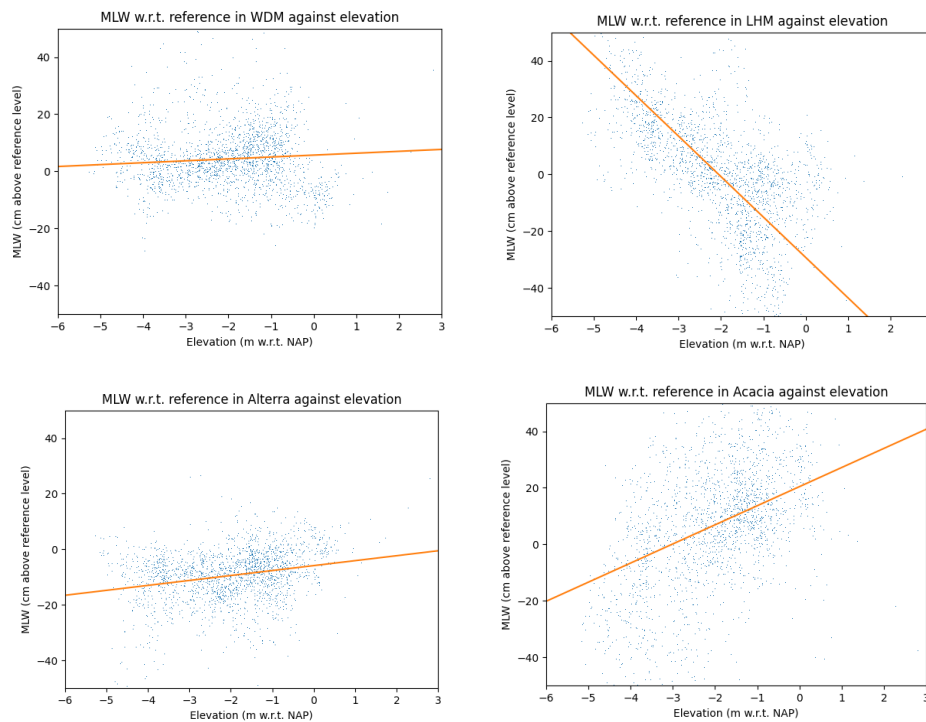 MLW w.r.t. reference in WDM against elevation
40
20
0
−20
−40
MLW (cm above reference level)
−6 −5 −4 −3 −2 −1 0 1 2 3
Elevation (m w.r.t. NAP)
MLW w.r.t. reference in LHM against elevation
40
20
0
−20
−40
MLW (cm above reference level)
−6 −5 −4 −3 −2 −1 0 1 2
Elevation (m w.r.t. NAP)
MLW w.r.t. reference in Alterra against elevation
40
20
0
−20
−40
MLW (cm above reference level)
−6 −5 −4 −3 −2 −1 0 1 2 3
Elevation (m w.r.t. NAP)
MLW w.r.t. reference in Acacia against elevation
40
20
0
−20
−40
MLW (cm above reference level)
−6 −5 −4 −3 −2 −1 0 1 2 3
Elevation (m w.r.t. NAP)